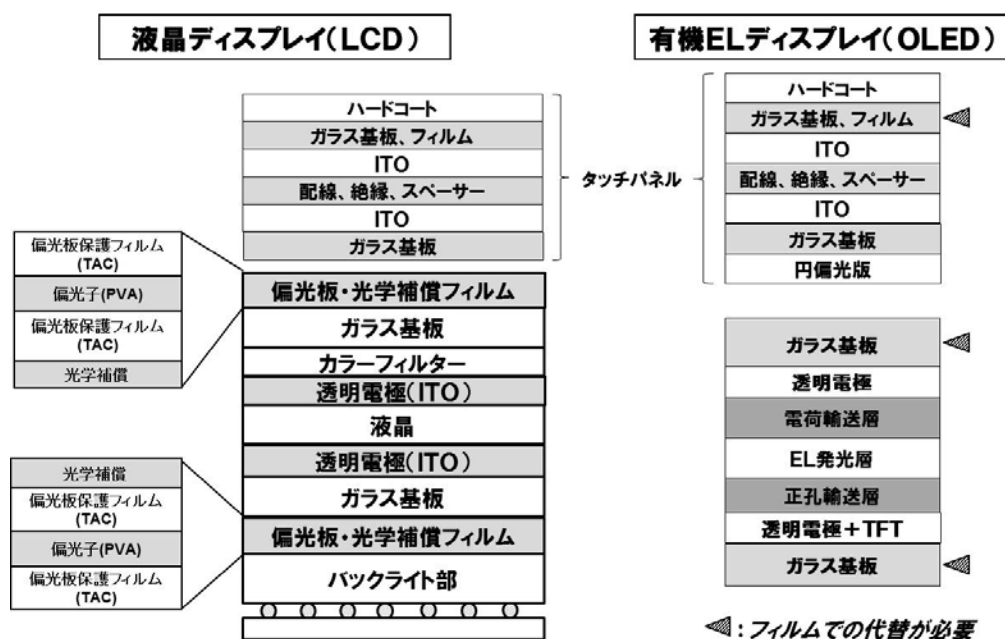 液晶ディスプレイ(LCD)
ハードコート
ガラス基板、フィルム
ITO
配線、絶縁、スペーサー
ITO
ガラス基板
タッチパネル
偏光板保護フィルム
(TAC)
偏光子(PVA)
偏光板保護フィルム
(TAC)
光学補償
偏光板・光学補償フィルム
ガラス基板
カラーフィルター
透明電極(ITO)
液晶
透明電極(ITO)
ガラス基板
偏光板・光学補償フィルム
バックライト部
光学補償
偏光板保護フィルム
(TAC)
偏光子(PVA)
偏光板保護フィルム
(TAC)
有機ELディスプレイ(OLED)
ハードコート
ガラス基板、フィルム
ITO
配線、絶縁、スペーサー
ITO
ガラス基板
円偏光版
ガラス基板
透明電極
電荷輸送層
EL発光層
正孔輸送層
透明電極+TFT
ガラス基板
:フィルムでの代替が必要